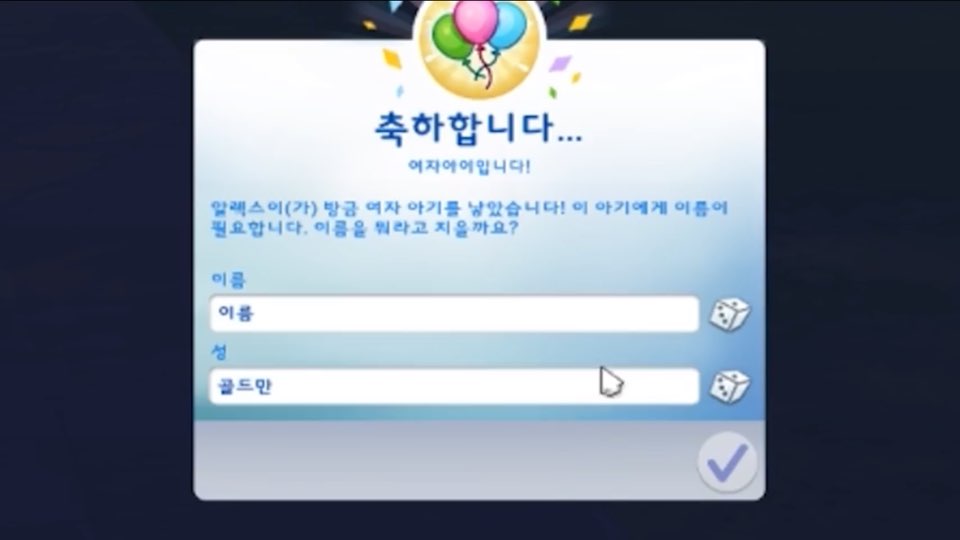 축하합니다...
여자아이입니다!
알렉스이(가) 방금 여자 아기를 낳았습니다! 이 아기에게 이름이
필요합니다. 이름을 뭐라고 지을까요?
이름
이름
성
골드만